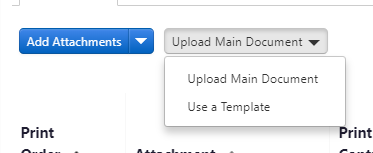 Add Attachments
Upload Main Document
Upload Main Document
Use a Template
Print
Print
Order
Attachment